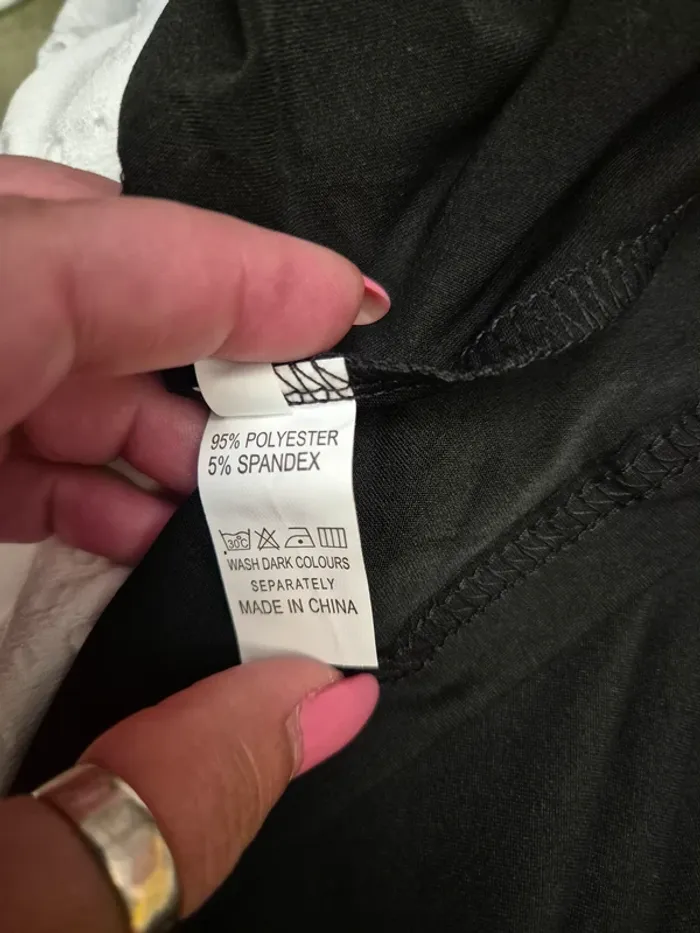 95% POLYESTER
5% SPANDEX
30°C
WASH DARK COLOURS
SEPARATELY
MADE IN CHINA